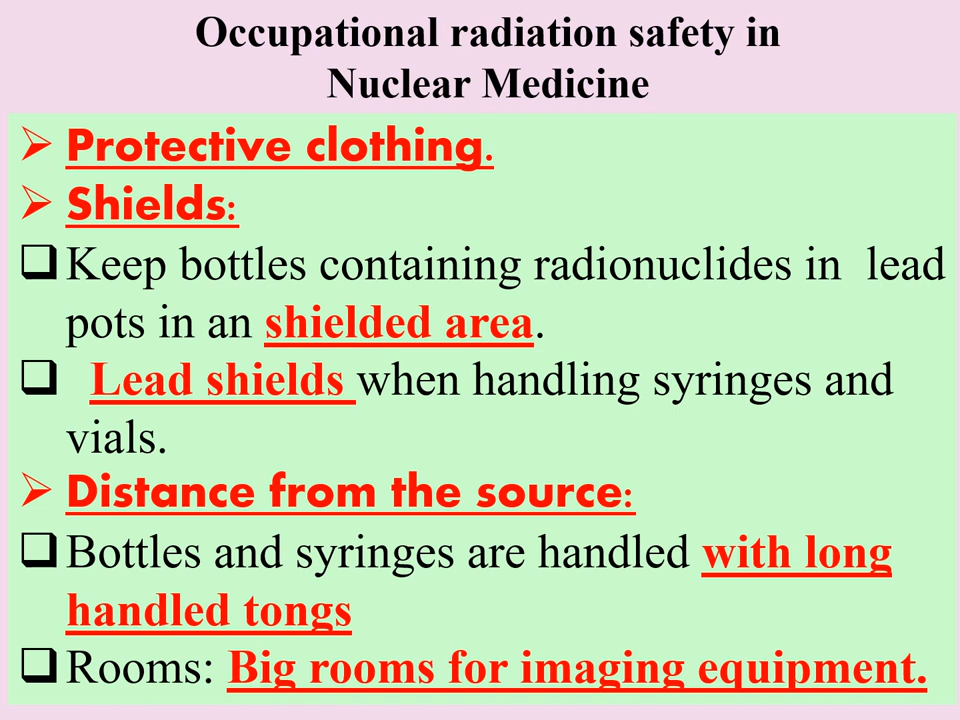 Occupational radiation safety in
Nuclear Medicine
➢ Protective clothing.
➢ Shields:
❑ Keep bottles containing radionuclides in lead
pots in an shielded area.
❑ Lead shields when handling syringes and
vials.
➢ Distance from the source:
❑ Bottles and syringes are handled with long
handled tongs
❑ Rooms: Big rooms for imaging equipment.